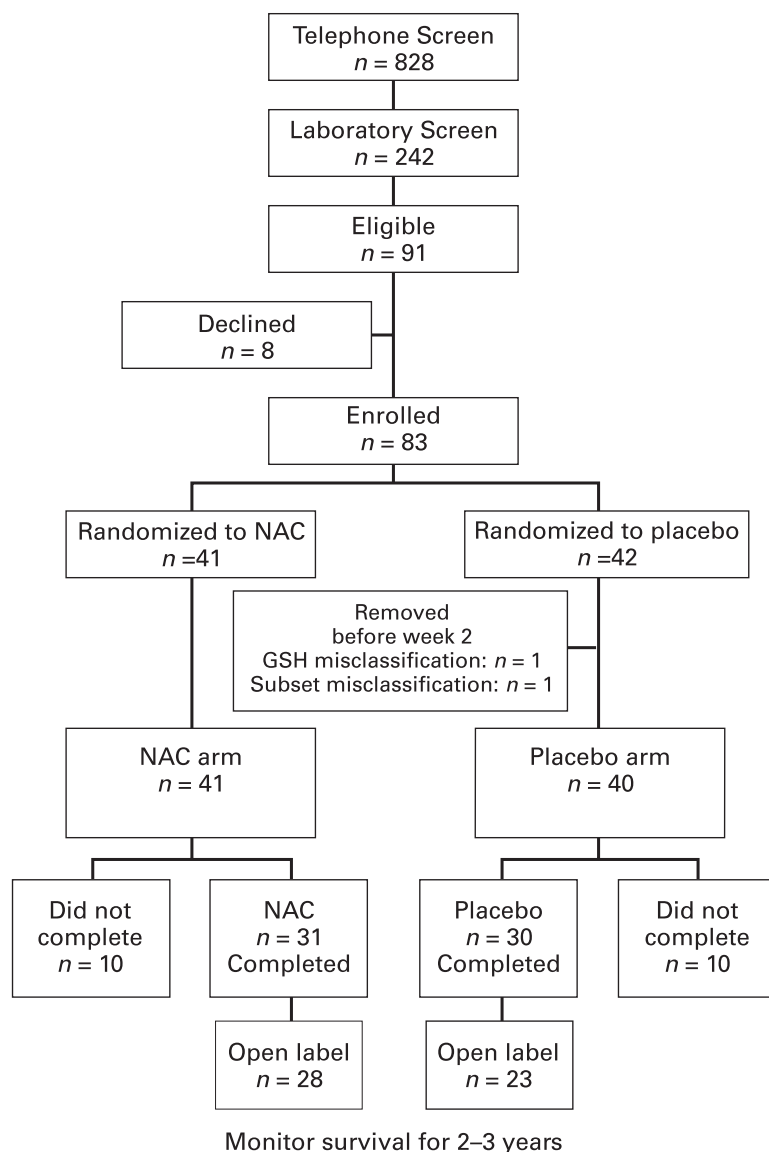 Telephone Screen
n = 828
Laboratory Screen
n = 242
Eligible
n = 91
Declined
n = 8
Enrolled
n = 83
Randomized to NAC
n =41
Randomized to placebo
n =42
Removed
before week 2
GSH misclassification: n = 1
Subset misclassification: n = 1
NAC arm
n = 41
Placebo arm
n = 40
Did not
complete
n = 10
NAC
n = 31
Completed
Placebo
n = 30
Completed
Did not
complete
n = 10
Open label
n = 28
Open label
n = 23
Monitor survival for 2–3 years